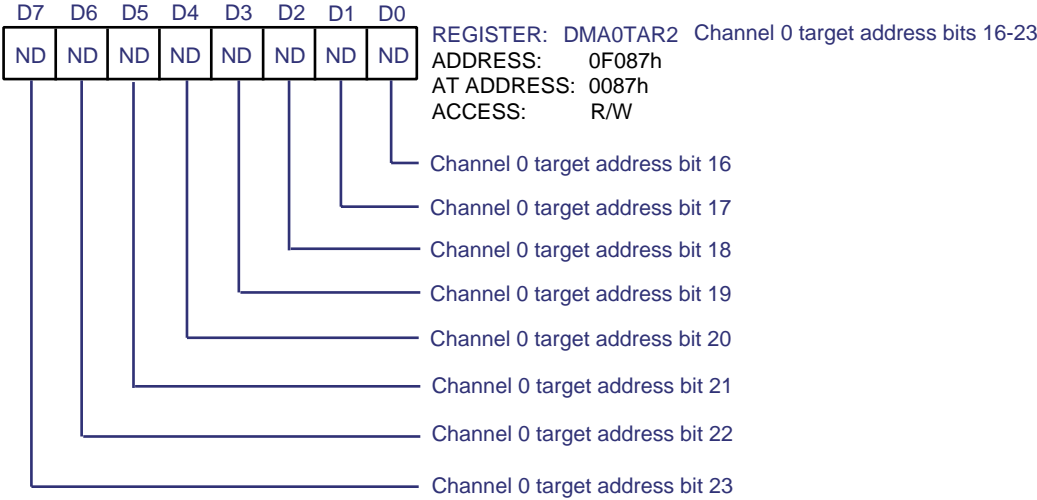 D7 D6 D5 D4 D3 D2 D1 D0
ND ND ND ND ND ND ND ND
REGISTER: DMA0TAR2 Channel 0 target address bits 16-23
ADDRESS: 0F087h
AT ADDRESS: 0087h
ACCESS: R/W
Channel 0 target address bit 16
Channel 0 target address bit 17
Channel 0 target address bit 18
Channel 0 target address bit 19
Channel 0 target address bit 20
Channel 0 target address bit 21
Channel 0 target address bit 22
Channel 0 target address bit 23